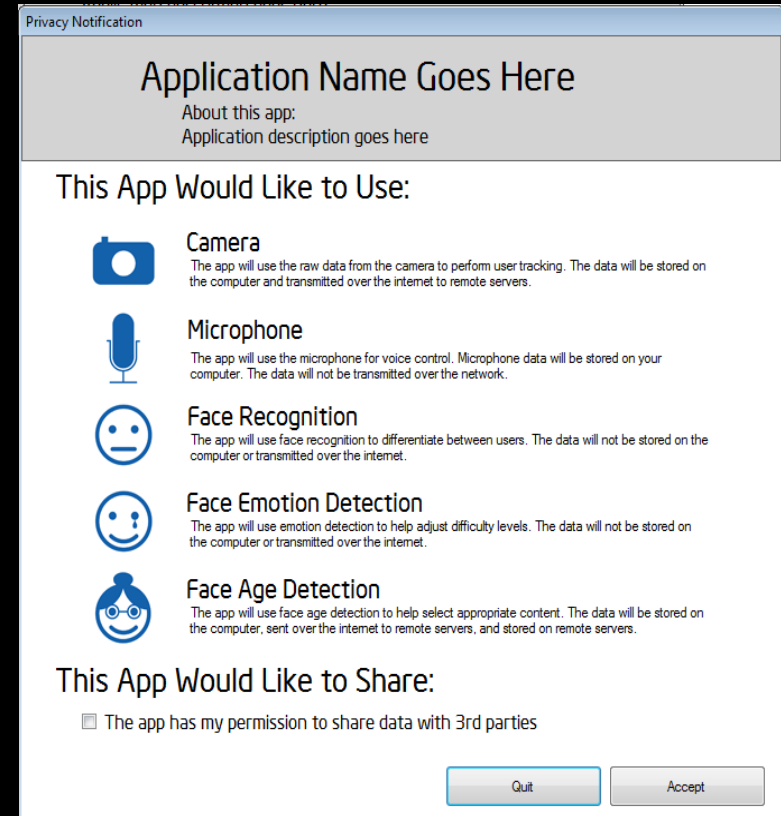 Privacy Notification
Application Name Goes Here
About this app:
Application description goes here
This App Would Like to Use:
Camera
The app will use the raw data from the camera to perform user tracking. The data will be stored on
the computer and transmitted over the internet to remote servers.
Microphone
The app will use the microphone for voice control. Microphone data will be stored on your
computer. The data will not be transmitted over the network.
Face Recognition
The app will use face recognition to differentiate between users. The data will not be stored on the
computer or transmitted over the internet.
Face Emotion Detection
The app will use emotion detection to help adjust difficulty levels. The data will not be stored on
the computer or transmitted over the internet.
Face Age Detection
The app will use face age detection to help select appropriate content. The data will be stored on
the computer, sent over the internet to remote servers, and stored on remote servers.
This App Would Like to Share:
The app has my permission to share data with 3rd parties
Quit
Accept